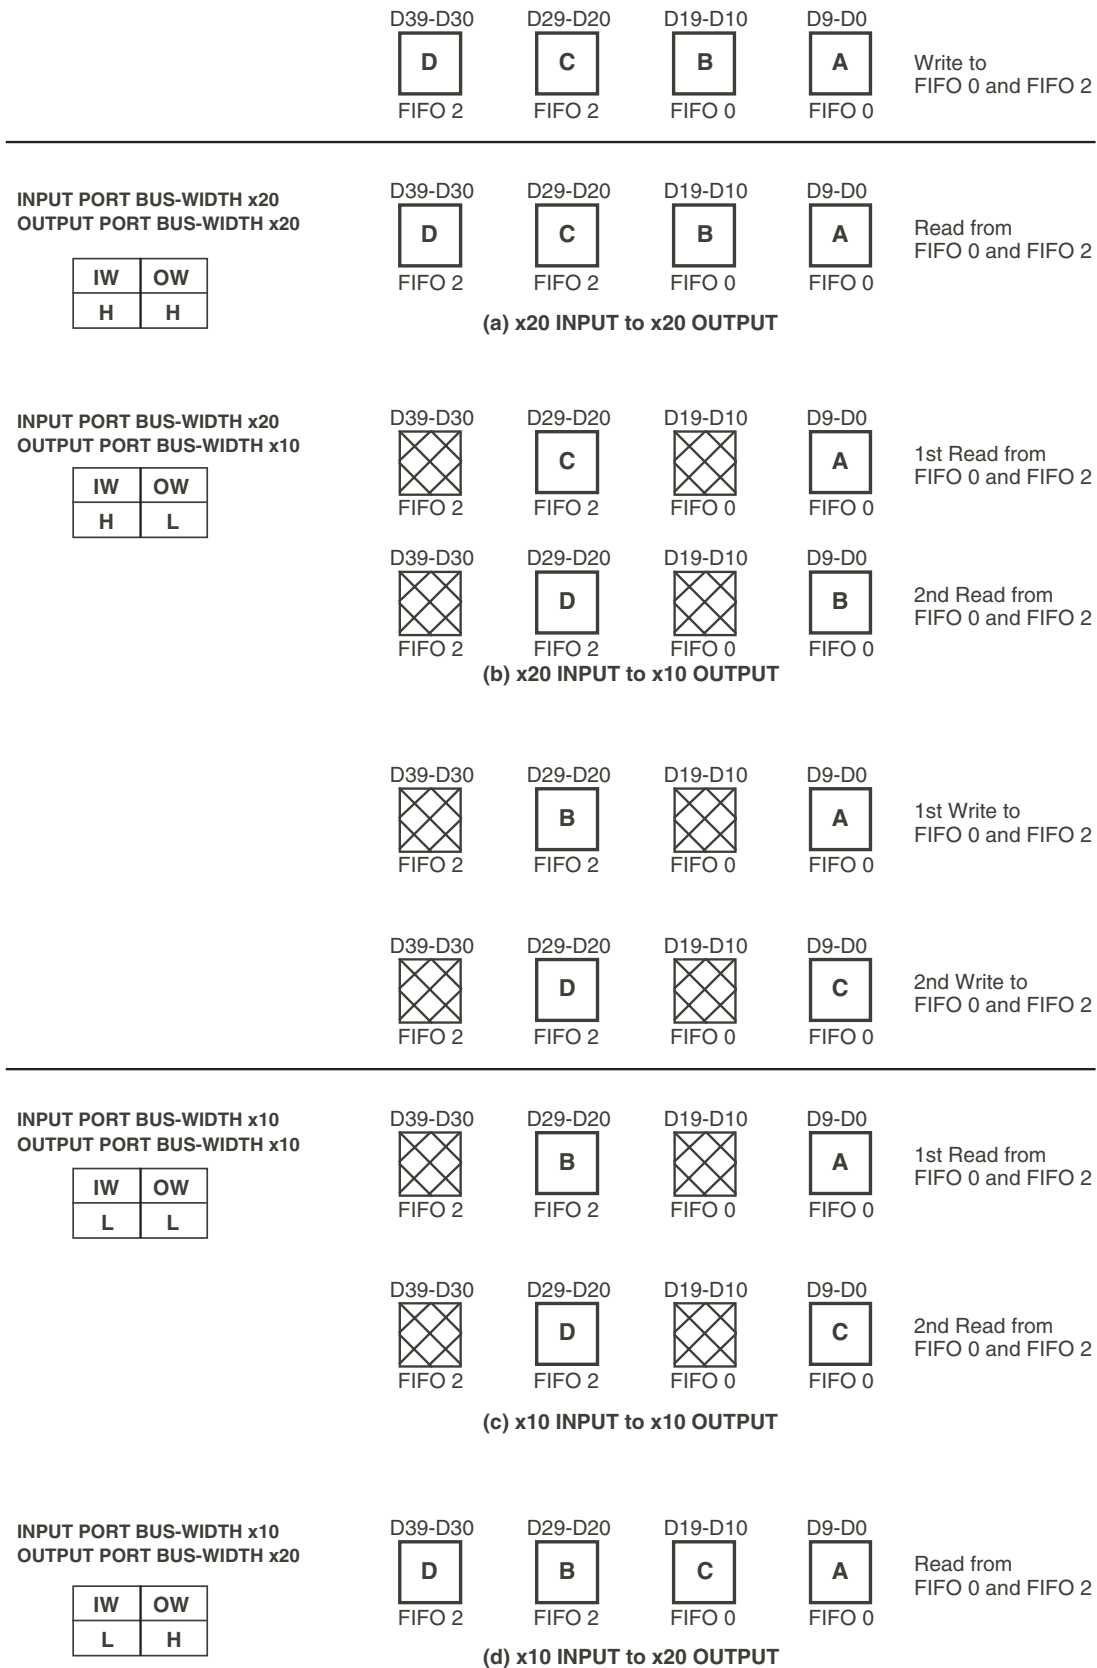 D39-D30 D29-D20 D19-D10 D9-D0
D C B A
Write to
FIFO 0 and FIFO 2
FIFO 2 FIFO 2 FIFO 0 FIFO 0
INPUT PORT BUS-WIDTH x20
OUTPUT PORT BUS-WIDTH x20
IW OW
H H
D39-D30 D29-D20 D19-D10 D9-D0
D C B A
Read from
FIFO 0 and FIFO 2
FIFO 2 FIFO 2 FIFO 0 FIFO 0
(a) x20 INPUT to x20 OUTPUT
INPUT PORT BUS-WIDTH x20
OUTPUT PORT BUS-WIDTH x10
IW OW
H L
D39-D30 D29-D20 D19-D10 D9-D0
C A
1st Read from
FIFO 0 and FIFO 2
FIFO 2 FIFO 2 FIFO 0 FIFO 0
D39-D30 D29-D20 D19-D10 D9-D0
D B
2nd Read from
FIFO 0 and FIFO 2
FIFO 2 FIFO 2 FIFO 0 FIFO 0
(b) x20 INPUT to x10 OUTPUT
D39-D30 D29-D20 D19-D10 D9-D0
B A
1st Write to
FIFO 0 and FIFO 2
FIFO 2 FIFO 2 FIFO 0 FIFO 0
D39-D30 D29-D20 D19-D10 D9-D0
D C
2nd Write to
FIFO 0 and FIFO 2
FIFO 2 FIFO 2 FIFO 0 FIFO 0
INPUT PORT BUS-WIDTH x10
OUTPUT PORT BUS-WIDTH x10
IW OW
L L
D39-D30 D29-D20 D19-D10 D9-D0
B A
1st Read from
FIFO 0 and FIFO 2
FIFO 2 FIFO 2 FIFO 0 FIFO 0
D39-D30 D29-D20 D19-D10 D9-D0
D C
2nd Read from
FIFO 0 and FIFO 2
FIFO 2 FIFO 2 FIFO 0 FIFO 0
(c) x10 INPUT to x10 OUTPUT
INPUT PORT BUS-WIDTH x10
OUTPUT PORT BUS-WIDTH x20
IW OW
L H
D39-D30 D29-D20 D19-D10 D9-D0
D B C A
Read from
FIFO 0 and FIFO 2
FIFO 2 FIFO 2 FIFO 0 FIFO 0
(d) x10 INPUT to x20 OUTPUT